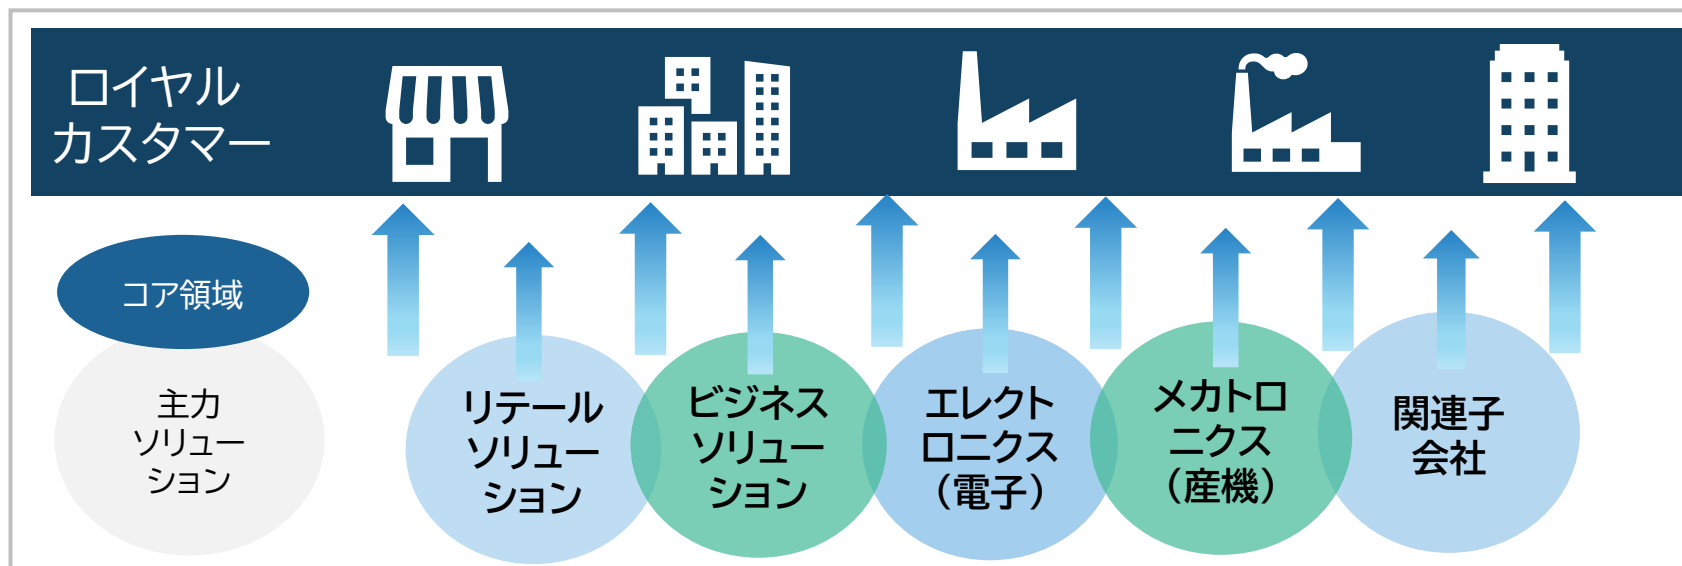 ロイヤル
カスタマー
コア領域
主力
ソリュー
ション
リテール
ソリュー
ション
ビジネス
ソリュー
ション
エレクト
ロニクス
（電子）
メカトロ
ニクス
（産機）
関連子
会社